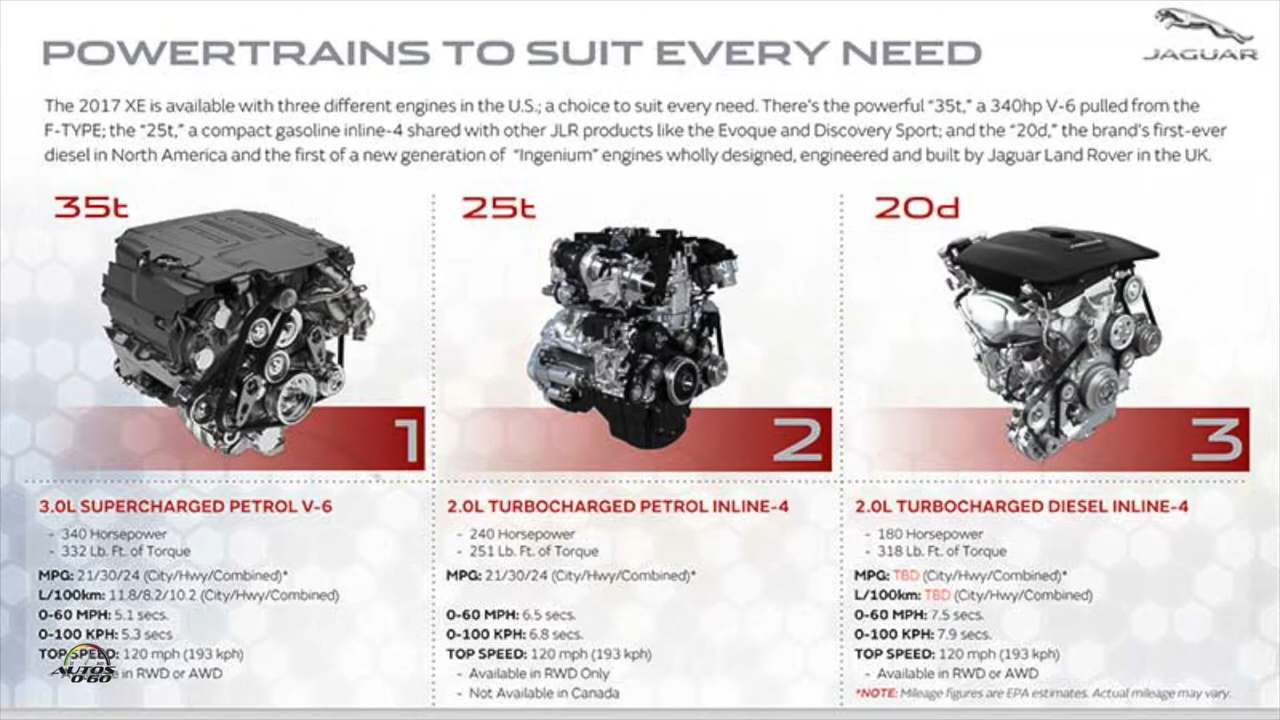 POWERTRAINS TO SUIT EVERY NEED
JAGUAR
The 2017 XE is available with three different engines in the U.S.; a choice to suit every need. There's the powerful "35t," a 340hp V-6 pulled from the
F-TYPE; the "25t," a compact gasoline inline-4 shared with other JLR products like the Evoque and Discovery Sport; and the "20d," the brand's first-ever
diesel in North America and the first of a new generation of "Ingenium" engines wholly designed, engineered and built by Jaguar Land Rover in the UK.
35t
1
3.0L SUPERCHARGED PETROL V-6
- 340 Horsepower
- 332 Lb. Ft. of Torque
MPG: 21/30/24 (City/Hwy/Combined)*
L/100km: 11.8/8.2/10.2 (City/Hwy/Combined)
0-60 MPH: 5.1 secs.
0-100 KPH: 5.3 secs
TOP SPEED: 120 mph (193 kph)
in RWD or AWD
AUTOS
0-60
25t
2
2.0L TURBOCHARGED PETROL INLINE-4
- 240 Horsepower
- 251 Lb. Ft. of Torque
MPG: 21/30/24 (City/Hwy/Combined)*
0-60 MPH: 6.5 secs.
0-100 KPH: 6.8 secs.
TOP SPEED: 120 mph (193 kph)
- Available in RWD Only
- Not Available in Canada
20d
3
2.0L TURBOCHARGED DIESEL INLINE-4
- 180 Horsepower
- 318 Lb. Ft. of Torque
MPG: TBD (City/Hwy/Combined)*
L/100km: TBD (City/Hwy/Combined)
0-60 MPH: 7.5 secs.
0-100 KPH: 7.9 secs.
TOP SPEED: 120 mph (193 kph)
- Available in RWD or AWD
*NOTE: Mileage figures are EPA estimates. Actual mileage may vary.